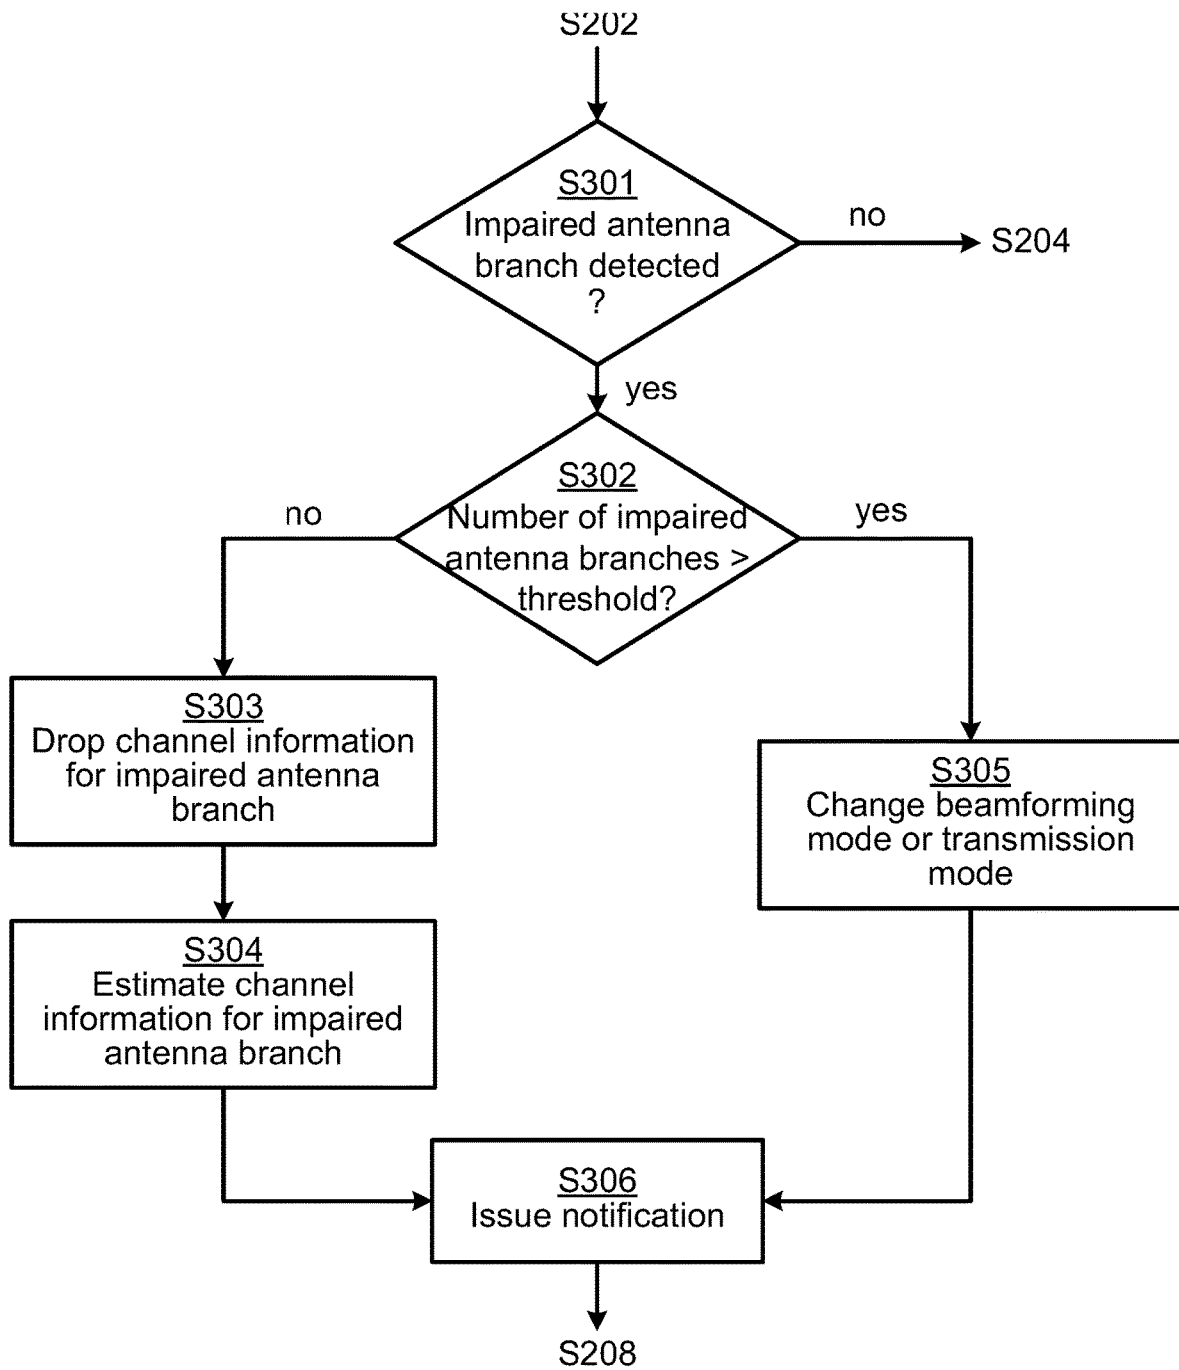 S202
S301
Impaired antenna
branch detected
?
no
S204
yes
S302
Number of impaired
antenna branches >
threshold?
no
yes
S303
Drop channel information
for impaired antenna
branch
S305
Change beamforming
mode or transmission
mode
S304
Estimate channel
information for impaired
antenna branch
S306
Issue notification
S208